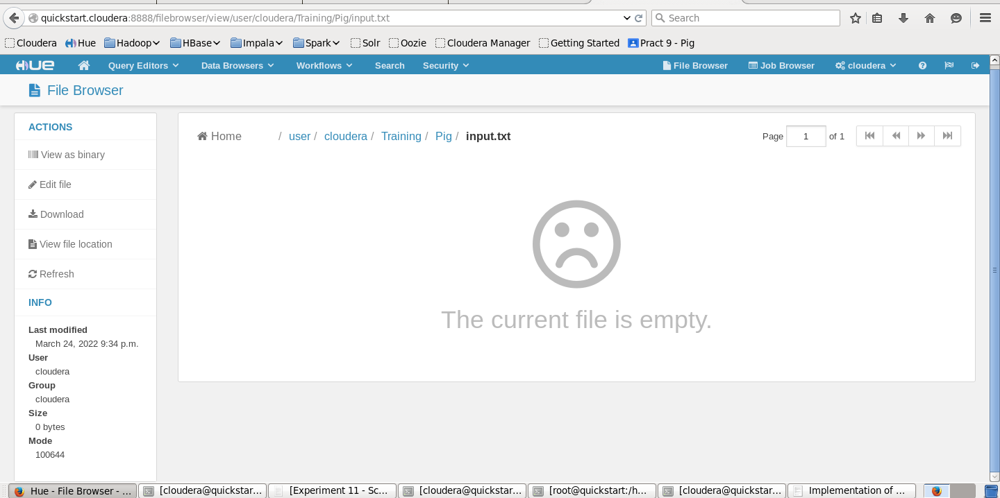 quickstart.cloudera:8888/filebrowser/view/user/cloudera/Training/Pig/input.txt
Search
Cloudera Hue Hadoop HBase Impala Spark Solr Oozie Cloudera Manager Getting Started Pract 9 - Pig
HUE Query Editors Data Browsers Workflows Search Security File Browser Job Browser cloudera
File Browser
ACTIONS
View as binary
Edit file
Download
View file location
Refresh
INFO
Last modified
March 24, 2022 9:34 p.m.
User
cloudera
Group
cloudera
Size
0 bytes
Mode
100644
Home / user / cloudera / Training / Pig / input.txt
Page 1 of 1
The current file is empty.
Hue - File Browser - ... [cloudera@quickstar... [Experiment 11 - Sc... [cloudera@quickstar... [root@quickstart:/h... [cloudera@quickstar... Implementation of ...